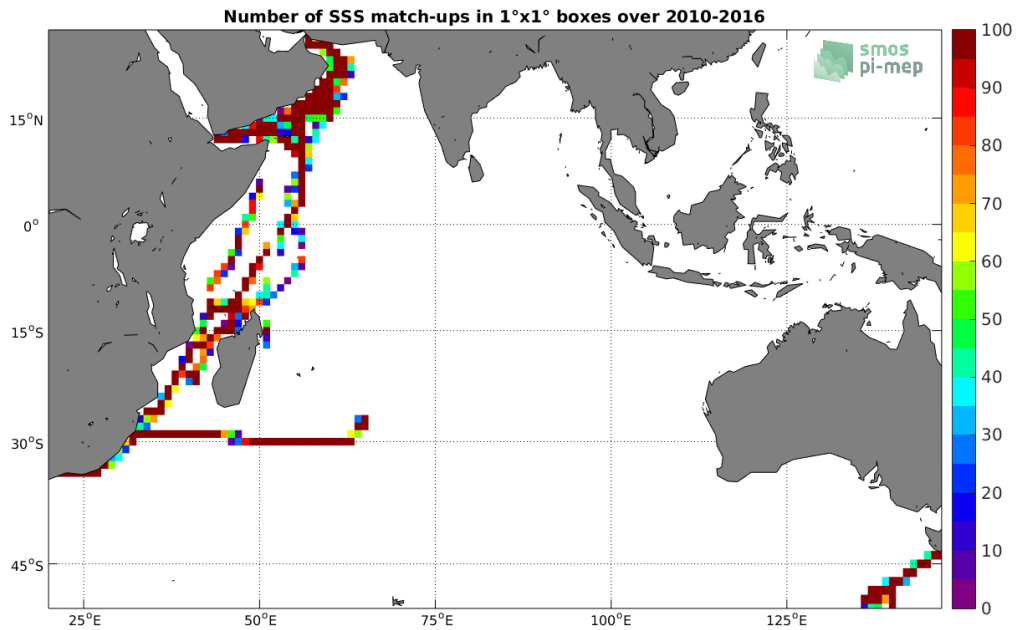 Number of SSS match-ups in 1°x1° boxes over 2010-2016
smos
pi-mep
15°N
0°
15°S
30°S
45°S
25°E
50°E
75°E
100°E
125°E
100
90
80
70
60
50
40
30
20
10
0